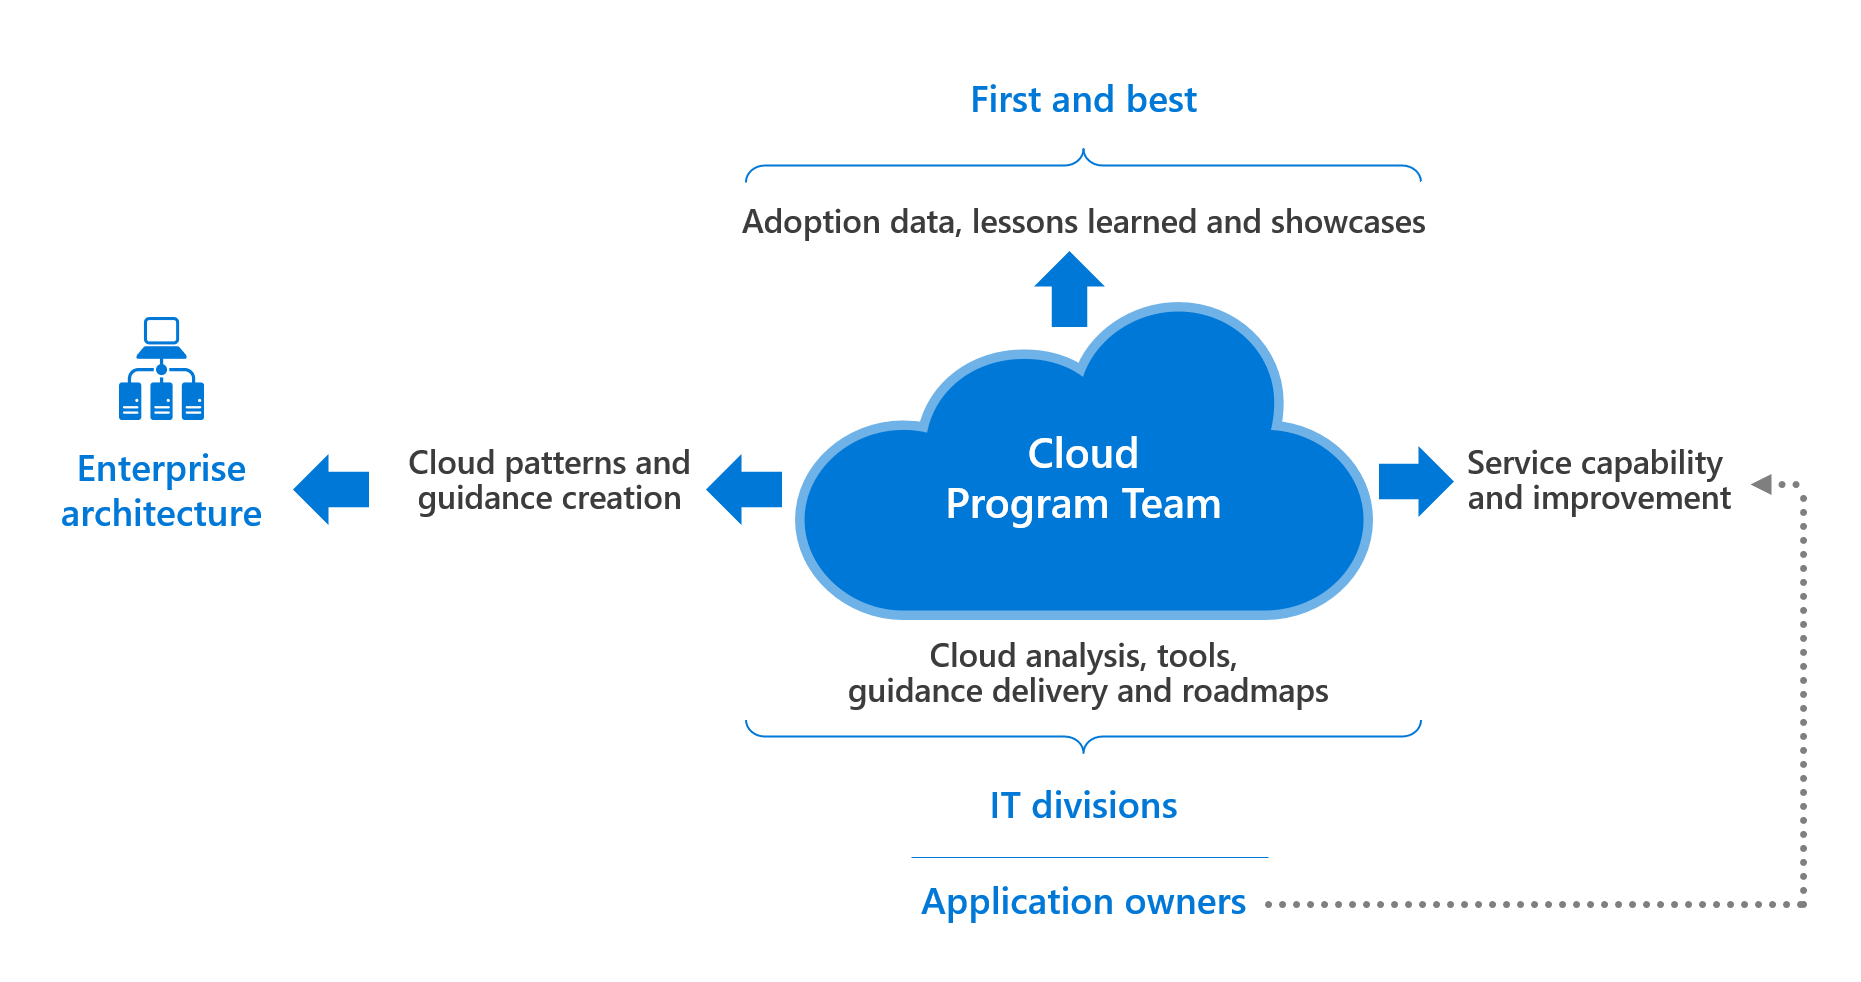 First and best
Adoption data, lessons learned and showcases
Enterprise
architecture
Cloud patterns and
guidance creation
Cloud
Program Team
Service capability
and improvement
Cloud analysis, tools,
guidance delivery and roadmaps
IT divisions
Application owners